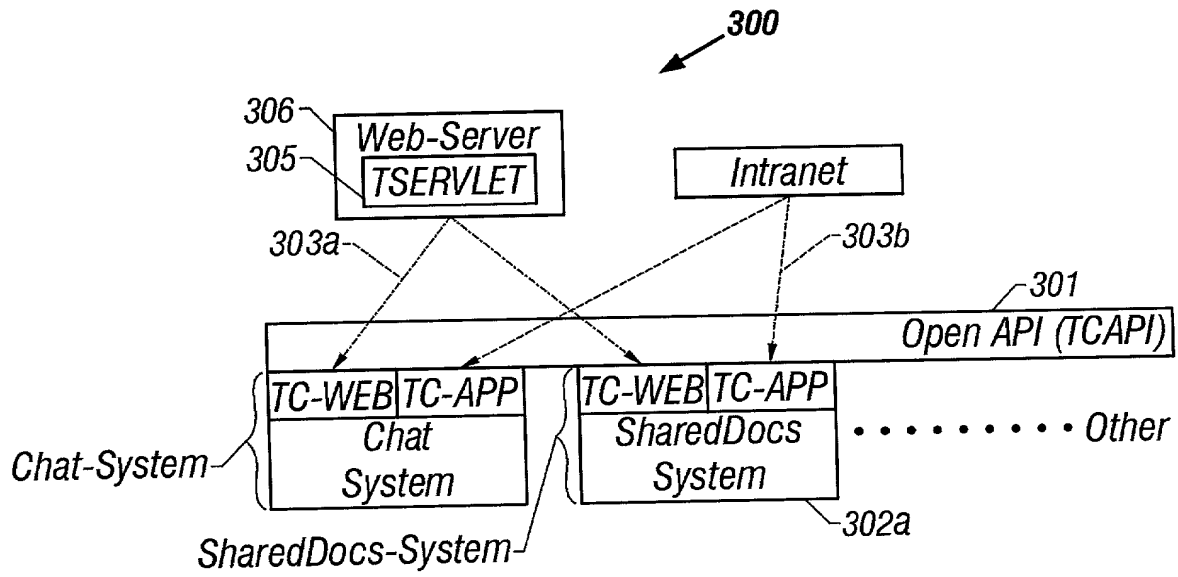 300
306
Web-Server
305
TSERVLET
Intranet
303a
303b
301
Open API (TCAPI)
TC-WEB TC-APP TC-WEB TC-APP
Chat System
SharedDocs System
• • • • • • • • • Other
Chat-System
SharedDocs-System
302a